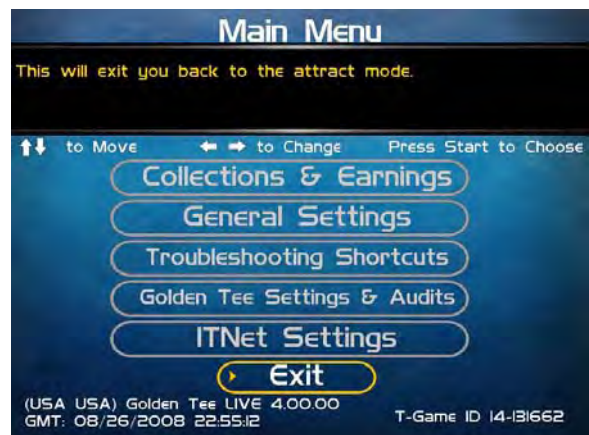 Main Menu
This will exit you back to the attract mode.
to Move to Change Press Start to Choose
Collections & Earnings
General Settings
Troubleshooting Shortcuts
Golden Tee Settings & Audits
ITNet Settings
Exit
(USA USA) Golden Tee LIVE 4.00.00
GMT: 08/26/2008 22:55:12 T-Game ID 14-131662